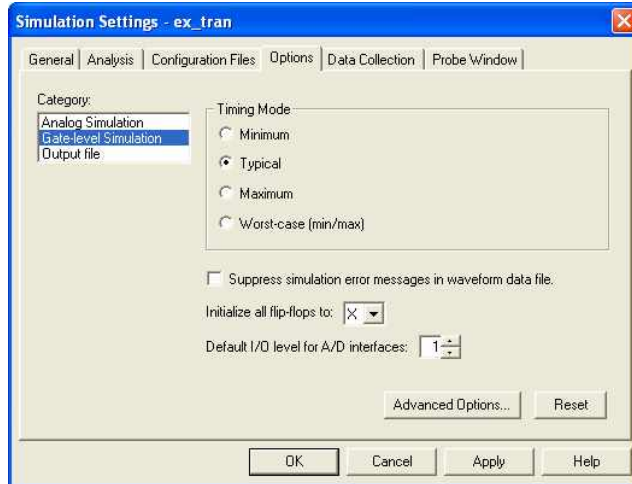 Simulation Settings - ex_tran
General
Analysis
Configuration Files
Options
Data Collection
Probe Window
Category:
Analog Simulation
Gate-level Simulation
Output file
Timing Mode
Minimum
Typical
Maximum
Worst-case (min/max)
Suppress simulation error messages in waveform data file.
Initialize all flip-flops to: X
Default I/O level for A/D interfaces: 1
Advanced Options...
Reset
OK
Cancel
Apply
Help